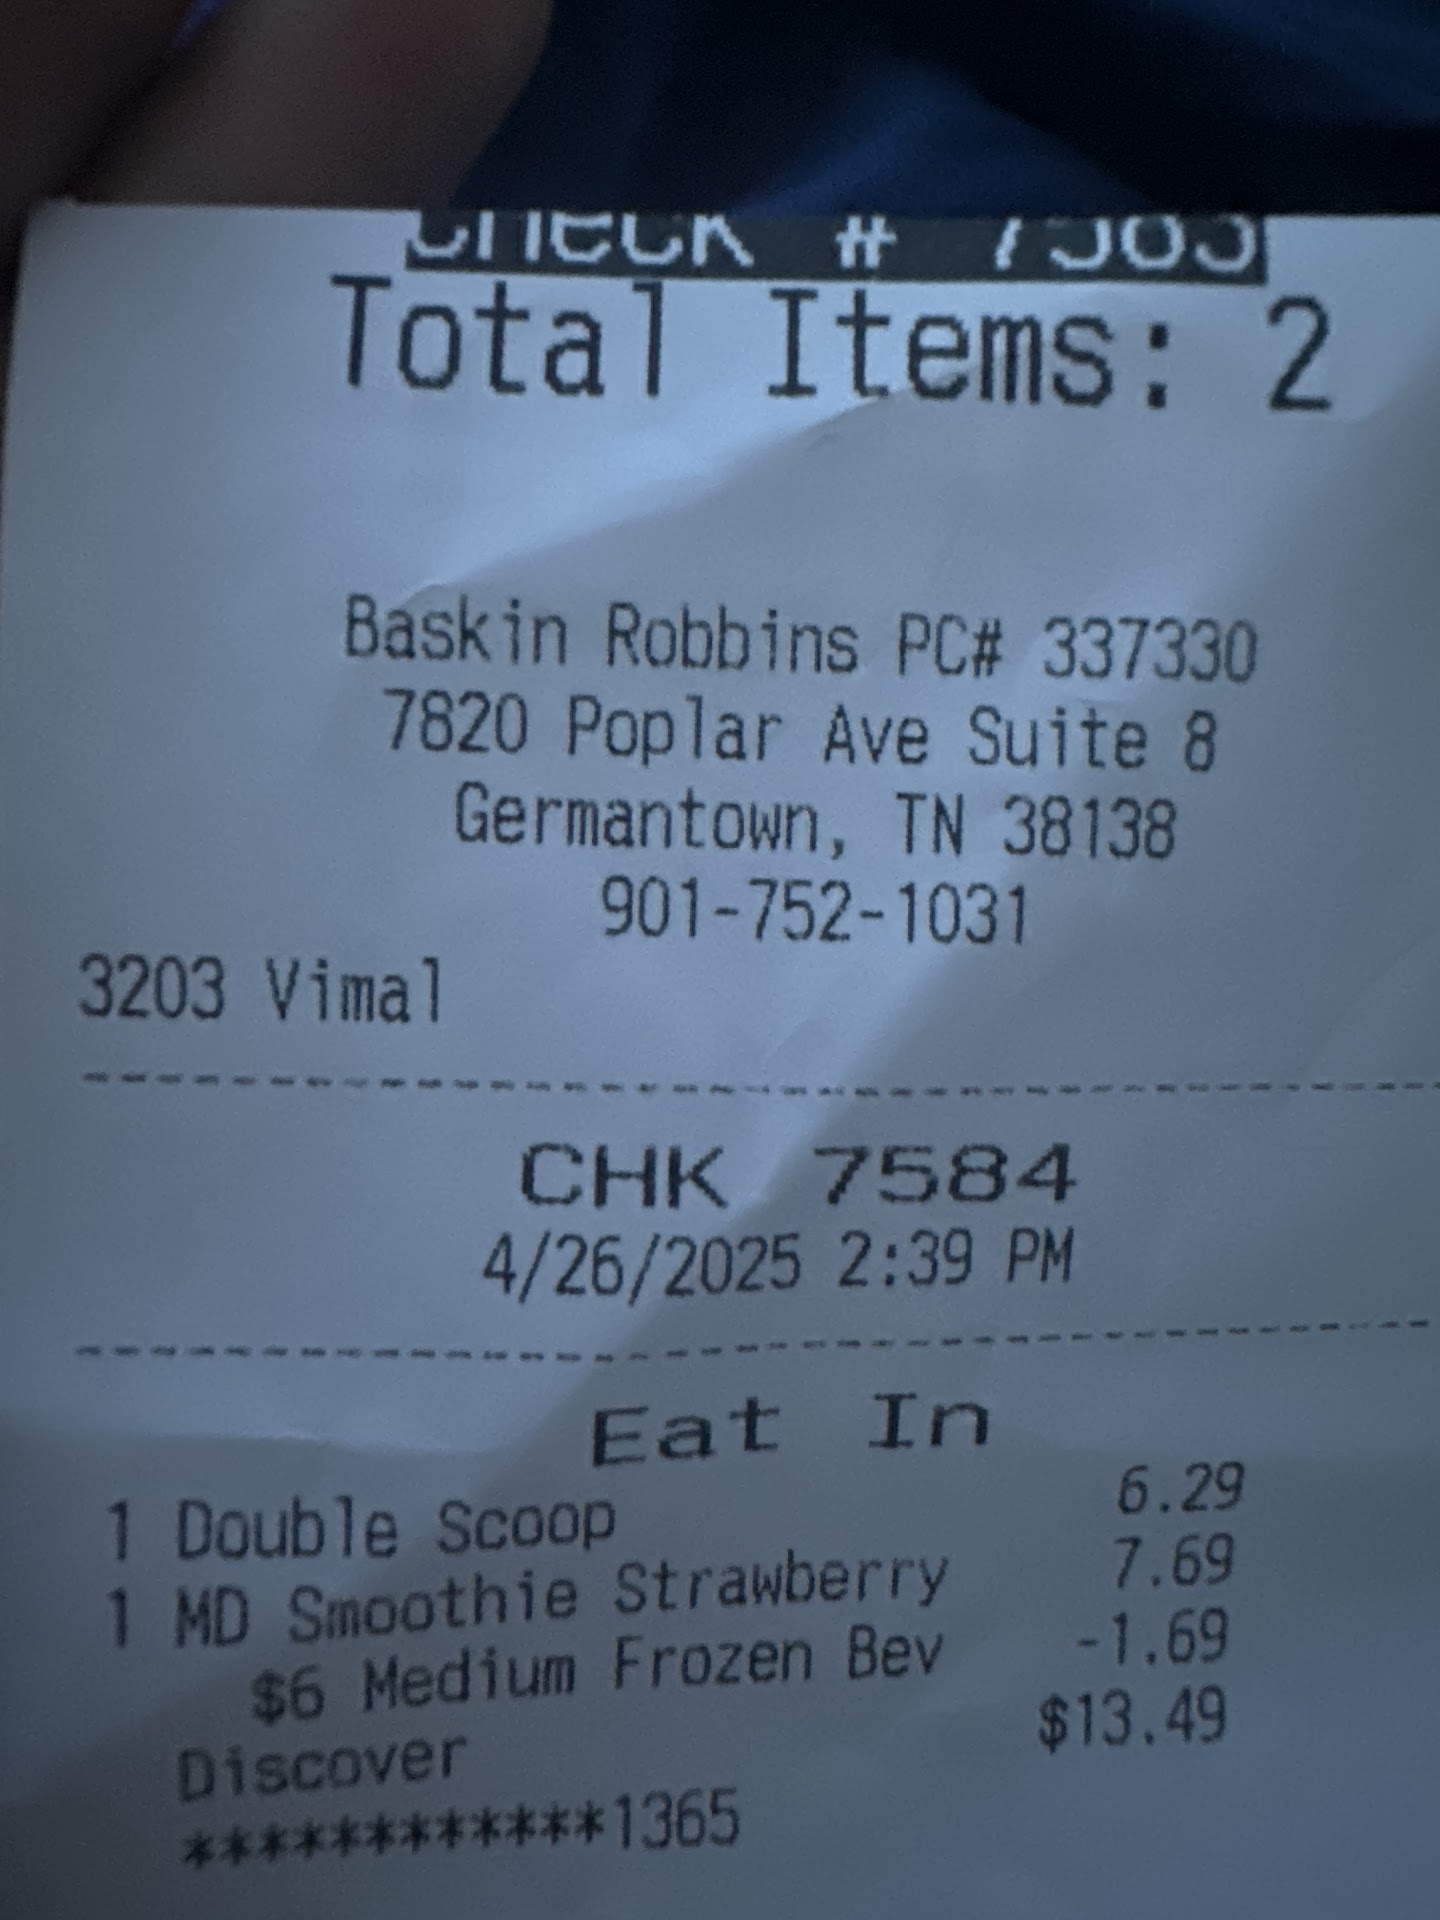 Check # 7583
Total Items: 2
Baskin Robbins PC# 337330
7820 Poplar Ave Suite 8
Germantown, TN 38138
901-752-1031
3203 Vimal
CHK 7584
4/26/2025 2:39 PM
Eat In
1 Double Scoop 6.29
1 MD Smoothie Strawberry 7.69
$6 Medium Frozen Bev -1.69
Discover $13.49
************1365